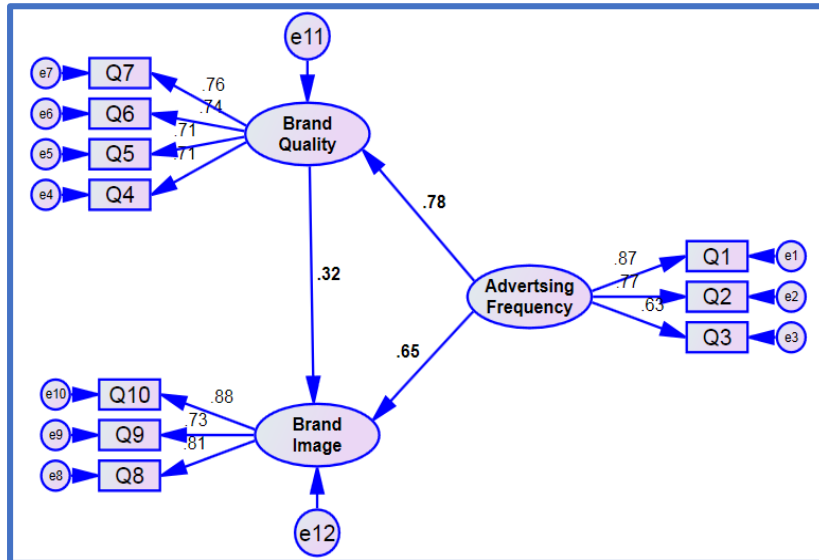 e11
e7
Q7
.76
e6
Q6
.74
Brand
Quality
e5
Q5
.71
e4
Q4
.71
.78
.32
Advertsing
Frequency
.87
Q1
e1
.77
Q2
e2
.63
Q3
e3
.65
e10
Q10
.88
e9
Q9
.73
Brand
Image
e8
Q8
.81
e12